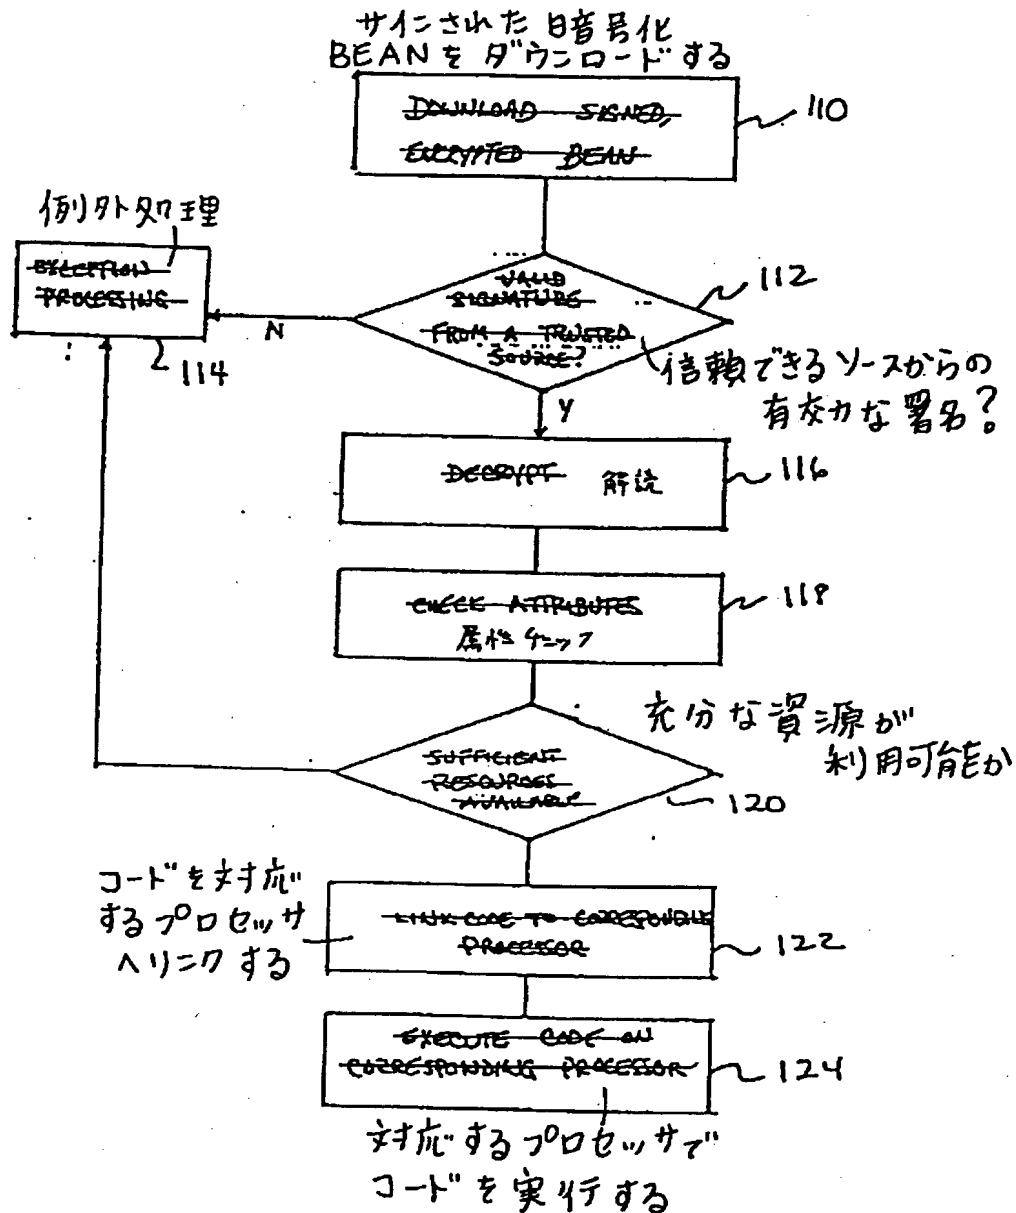 サインされた暗号化
BEANを ダウンロードする
DOWNLOAD SIGNED,
ENCRYPTED BEAN
110
例外処理
EXCEPTION
PROCESSING
114
VALID
SIGNATURE
FROM A TRUSTED
SOURCE?
112
N
Y
信頼できるソースからの
有効な署名?
DECRYPT 解読
116
CHECK ATTRIBUTES
属性チェック
118
充分な資源が
利用可能か
SUFFICIENT
RESOURCES
AVAILABLE
120
コードを対応
するプロセッサ
へリンクする
LINK CODE TO CORRESPONDING
PROCESSOR
122
EXECUTE CODE ON
CORRESPONDING PROCESSOR
124
対応するプロセッサで
コードを実行する